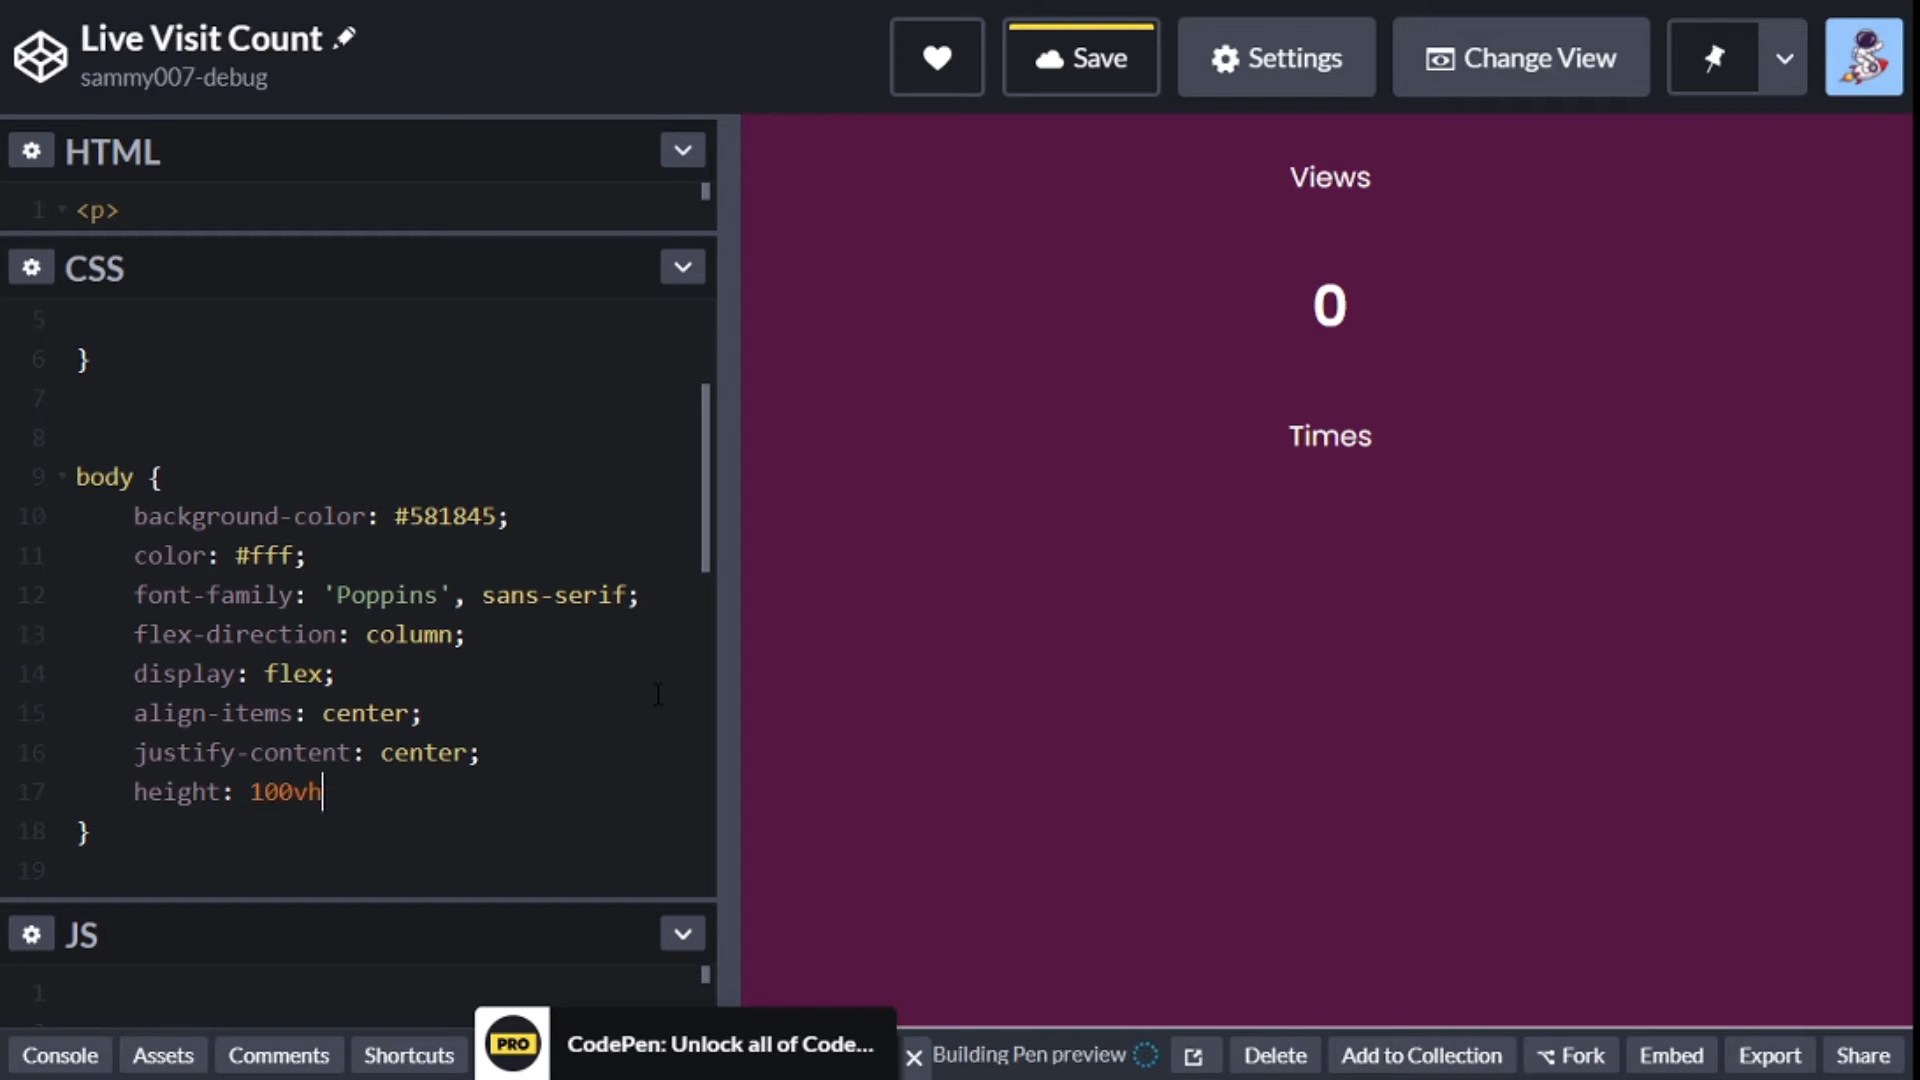 Live Visit Count
sammy007-debug
Save
Settings
Change View
HTML
1 <p>
CSS
5
6 }
7
8
9 body {
10 background-color: #581845;
11 color: #fff;
12 font-family: 'Poppins', sans-serif;
13 flex-direction: column;
14 display: flex;
15 align-items: center;
16 justify-content: center;
17 height: 100vh
18 }
19
JS
1
Views
0
Times
Console
Assets
Comments
Shortcuts
PRO
CodePen: Unlock all of Code...
Building Pen preview
Delete
Add to Collection
Fork
Embed
Export
Share